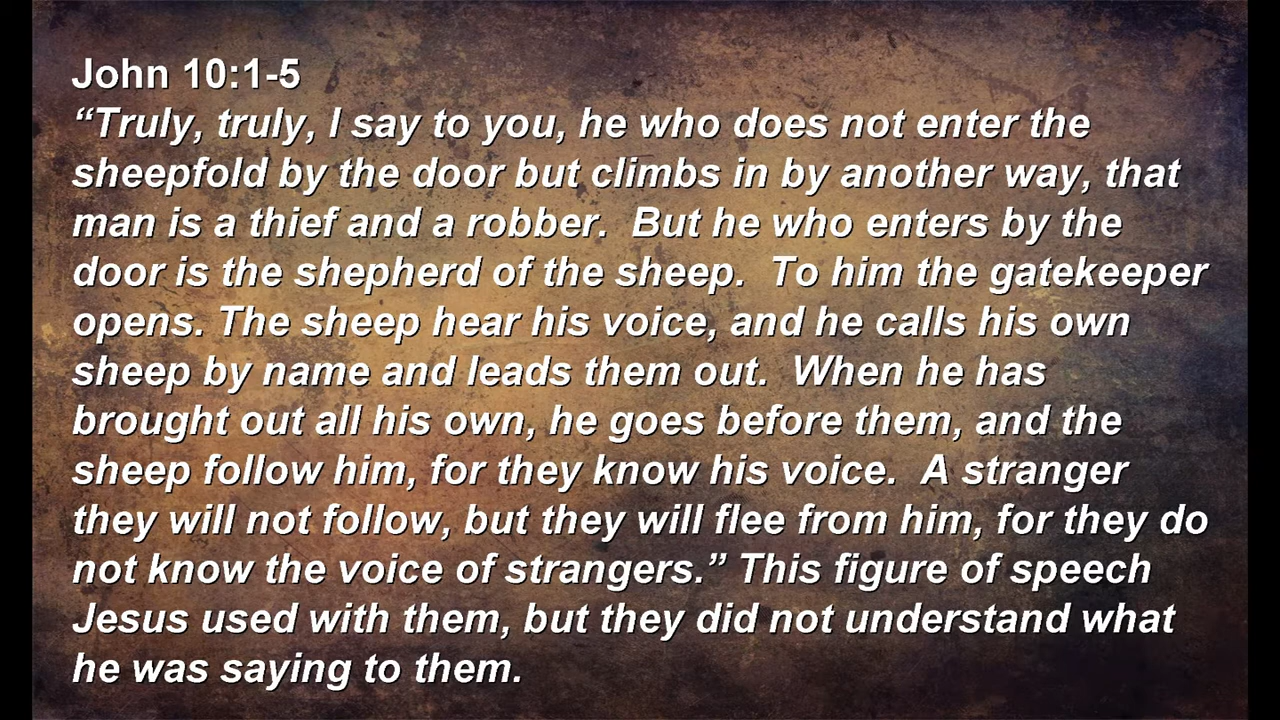 John 10:1-5
“Truly, truly, I say to you, he who does not enter the
sheepfold by the door but climbs in by another way, that
man is a thief and a robber.  But he who enters by the
door is the shepherd of the sheep.  To him the gatekeeper
opens. The sheep hear his voice, and he calls his own
sheep by name and leads them out.  When he has
brought out all his own, he goes before them, and the
sheep follow him, for they know his voice.  A stranger
they will not follow, but they will flee from him, for they do
not know the voice of strangers.” This figure of speech
Jesus used with them, but they did not understand what
he was saying to them.